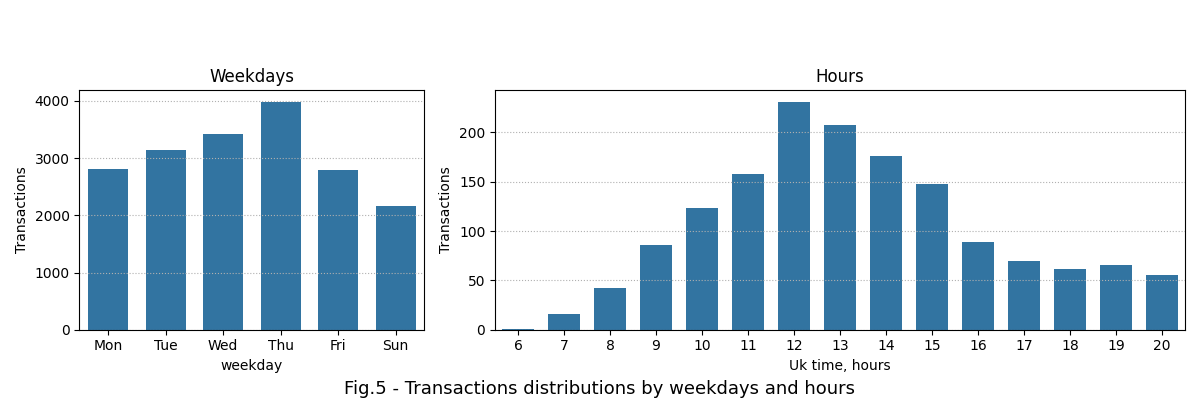 Weekdays
Transactions
4000
3000
2000
1000
0
Mon Tue Wed Thu Fri Sun
weekday
Hours
Transactions
200
150
100
50
0
6 7 8 9 10 11 12 13 14 15 16 17 18 19 20
Uk time, hours
Fig.5 - Transactions distributions by weekdays and hours